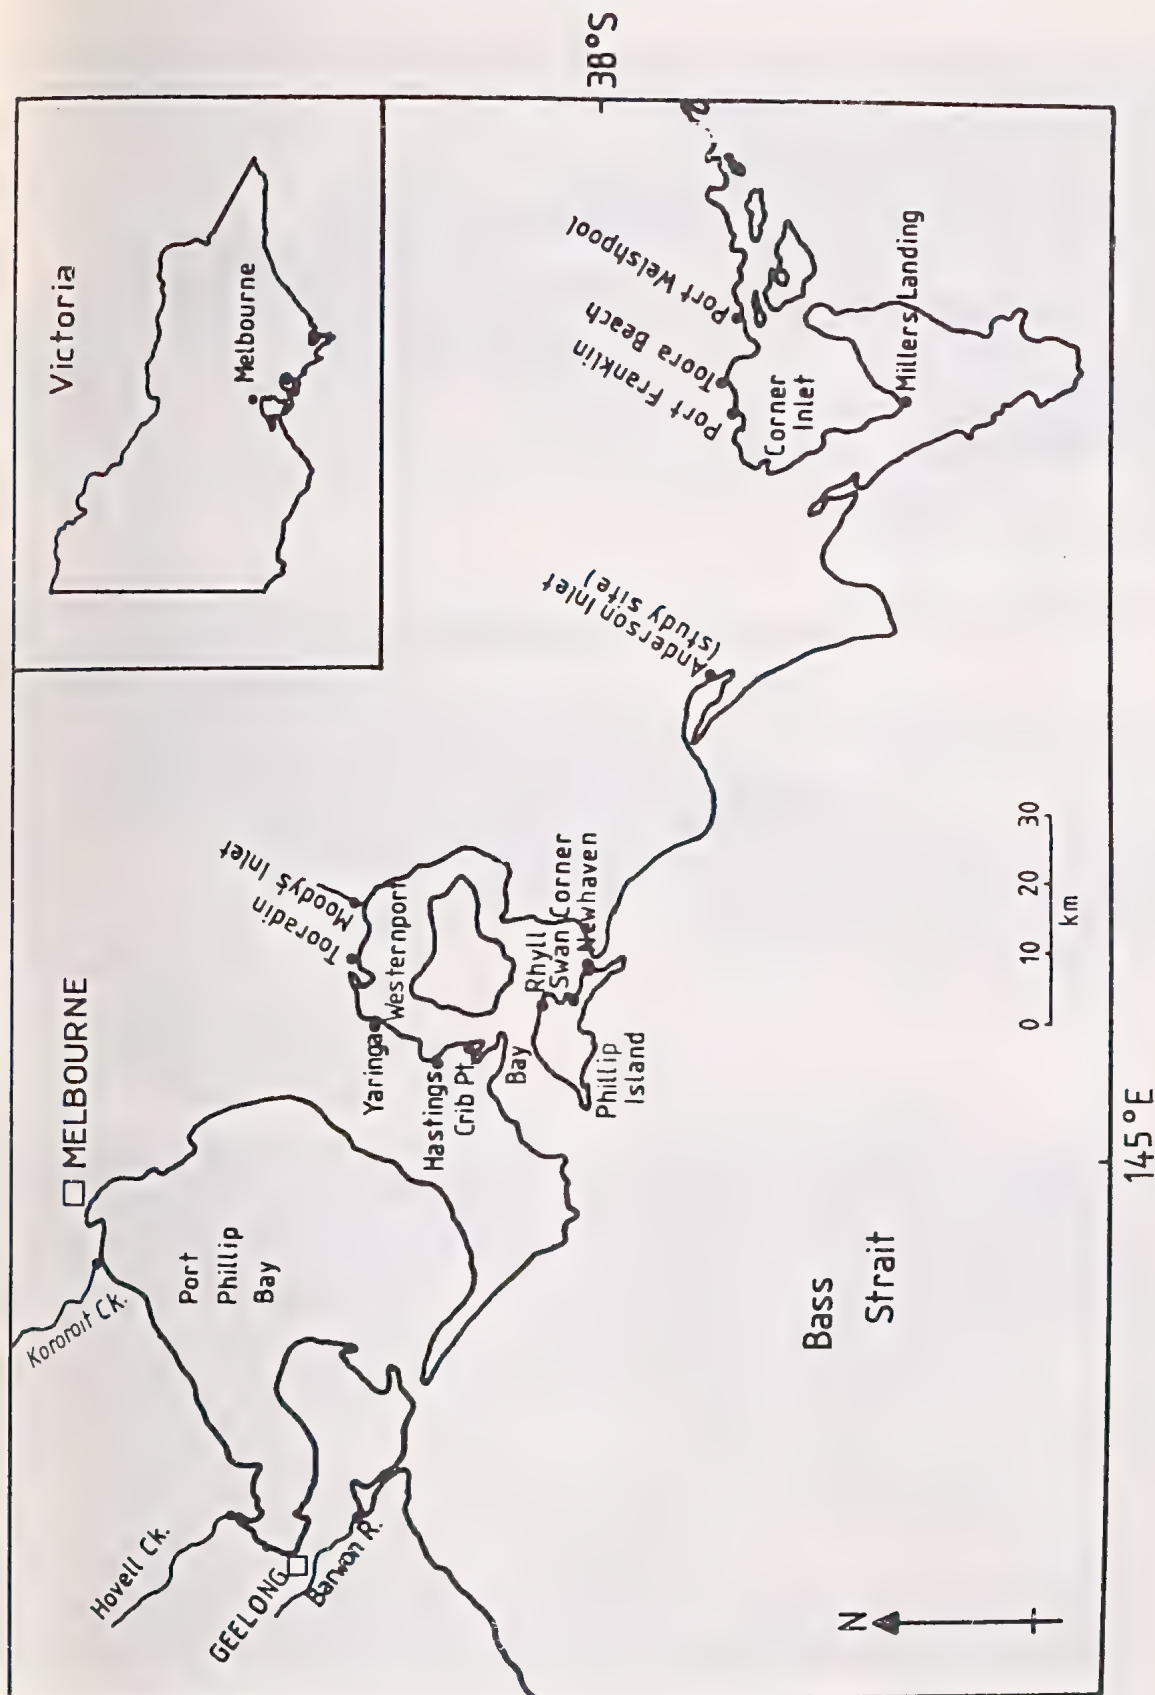 Victoria
Melbourne
38°S
MELBOURNE
Kororoit Ck.
Port
Phillip
Bay
Hovell Ck.
GEELONG
Barwon R.
Moody's Inlet
Tooradin
Yaringa
Westernport
Hastings
Crib Pt.
Bay
Rhyll
Swan Corner
Newhaven
Phillip
Island
Anderson Inlet
(study site)
Port Welshpool
Toora Beach
Port Franklin
Corner
Inlet
Millers Landing
Bass
Strait
0 10 20 30
km
N
145°E